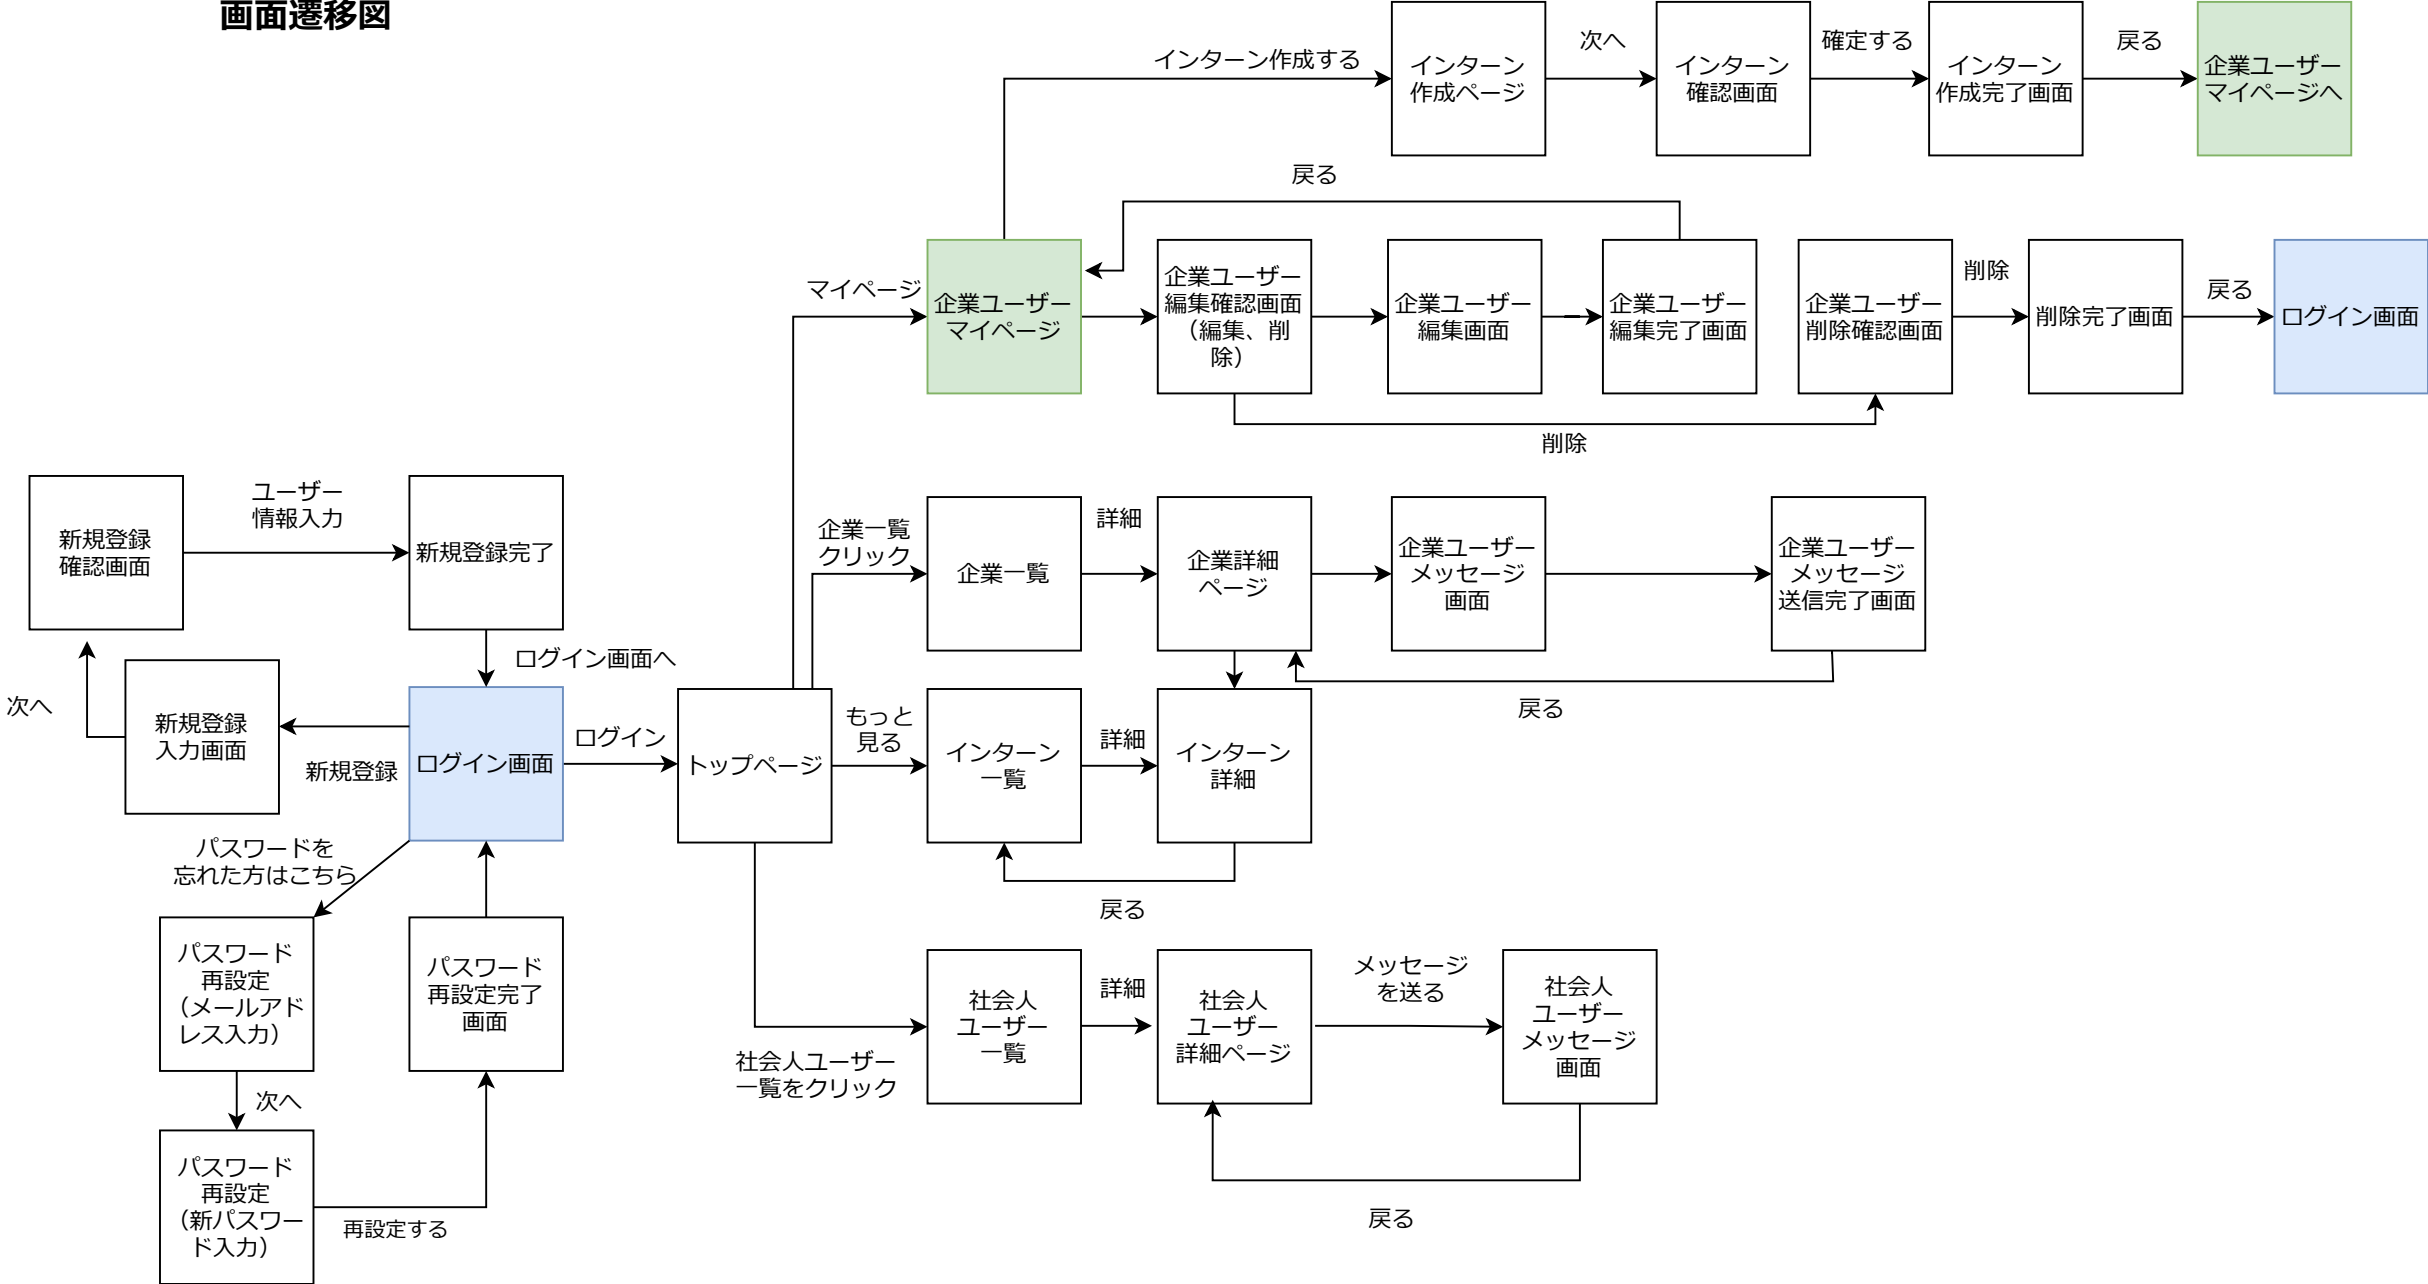 画面遷移図
インターン作成する
インターン
作成ページ
次へ
インターン
確認画面
確定する
インターン
作成完了画面
戻る
企業ユーザー
マイページへ
戻る
マイページ
企業ユーザー
マイページ
企業ユーザー
編集確認画面
（編集、削
除）
企業ユーザー
編集画面
企業ユーザー
編集完了画面
企業ユーザー
削除確認画面
削除
削除完了画面
戻る
ログイン画面
削除
新規登録
確認画面
ユーザー
情報入力
新規登録完了
企業一覧
クリック
企業一覧
詳細
企業詳細
ページ
企業ユーザー
メッセージ
画面
企業ユーザー
メッセージ
送信完了画面
戻る
ログイン画面へ
次へ
新規登録
入力画面
新規登録
ログイン画面
ログイン
トップページ
もっと
見る
インターン
一覧
詳細
インターン
詳細
戻る
パスワードを
忘れた方はこちら
パスワード
再設定
（メールアド
レス入力）
パスワード
再設定完了
画面
社会人ユーザー
一覧をクリック
社会人
ユーザー
一覧
詳細
社会人
ユーザー
詳細ページ
メッセージ
を送る
社会人
ユーザー
メッセージ
画面
戻る
次へ
パスワード
再設定
（新パスワー
ド入力）
再設定する